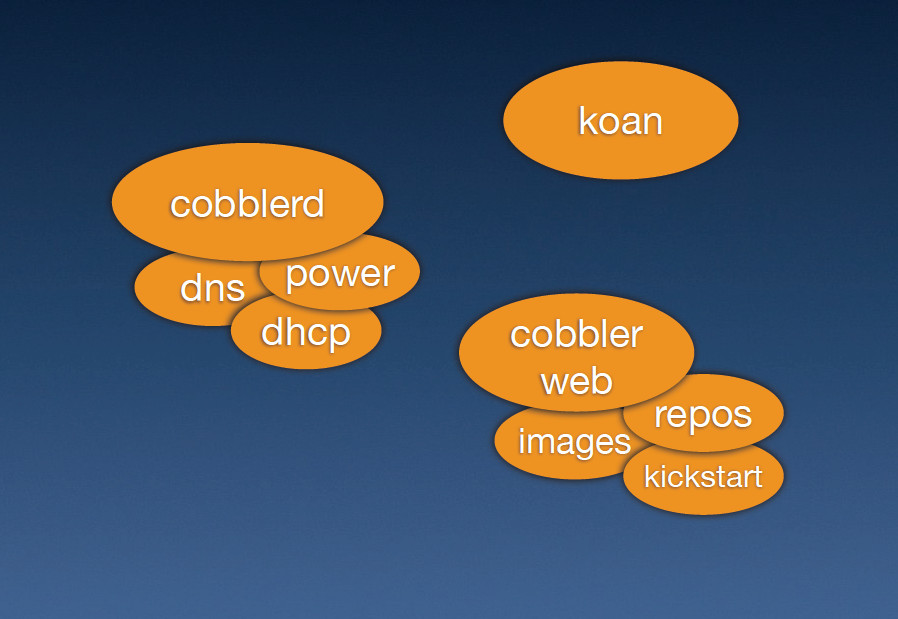 koan
cobblerd
dns
power
dhcp
cobbler
web
images
repos
kickstart